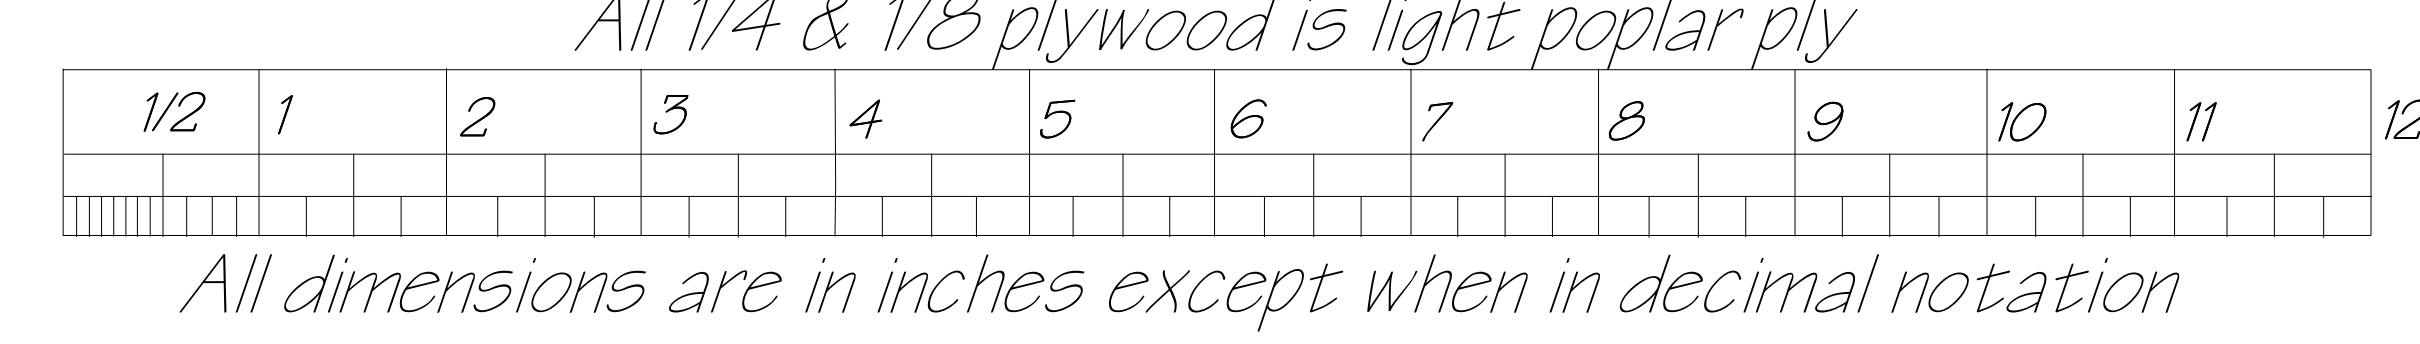 All 1/4 & 1/8 plywood is light poplar ply
1/2 1 2 3 4 5 6 7 8 9 10 11 12
All dimensions are in inches except when in decimal notation